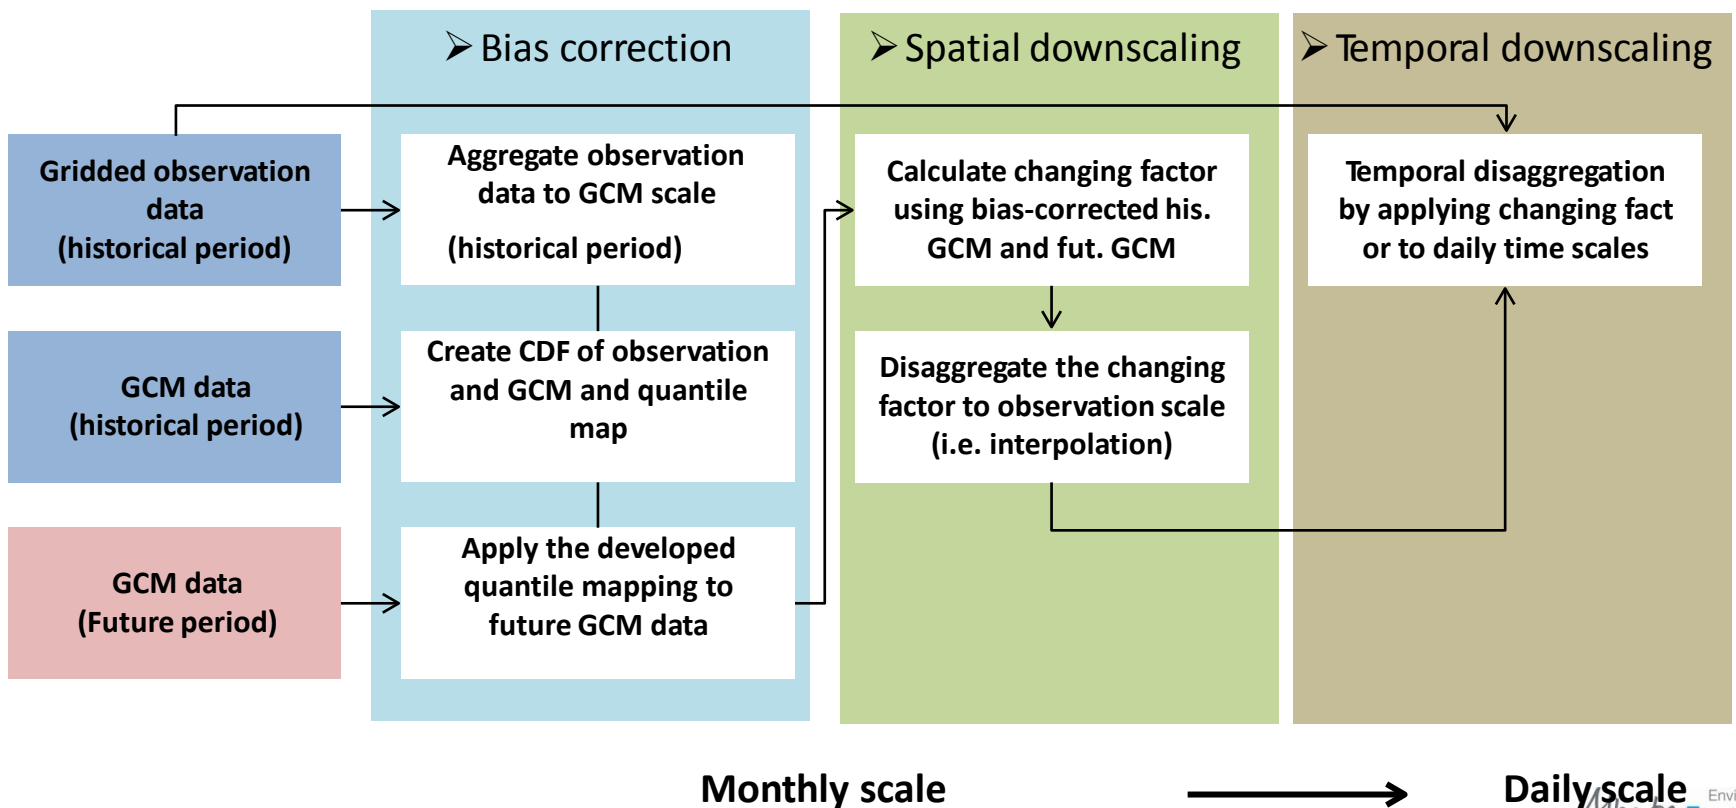 ➢ Bias correction
➢ Spatial downscaling
➢ Temporal downscaling
Gridded observation
data
(historical period)
Aggregate observation
data to GCM scale
(historical period)
Calculate changing factor
using bias-corrected his.
GCM and fut. GCM
Temporal disaggregation
by applying changing fact
or to daily time scales
GCM data
(historical period)
Create CDF of observation
and GCM and quantile
map
Disaggregate the changing
factor to observation scale
(i.e. interpolation)
GCM data
(Future period)
Apply the developed
quantile mapping to
future GCM data
Monthly scale
Daily scale